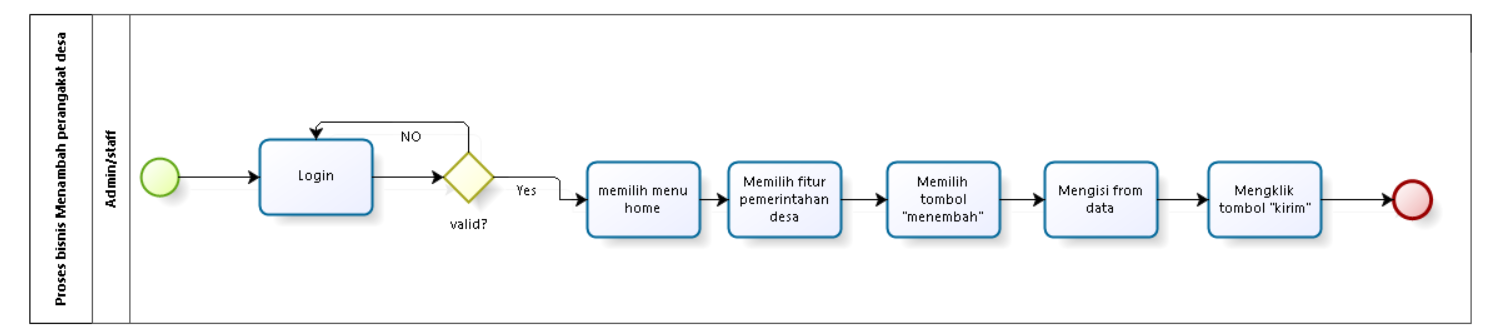 Proses bisnis Menambah perangakat desa
Admin/staff
Login
NO
valid?
Yes
memilih menu
home
Memilih fitur
pemerintahan
desa
Memilih
tombol
"menembah"
Mengisi from
data
Mengklik
tombol "kirim"